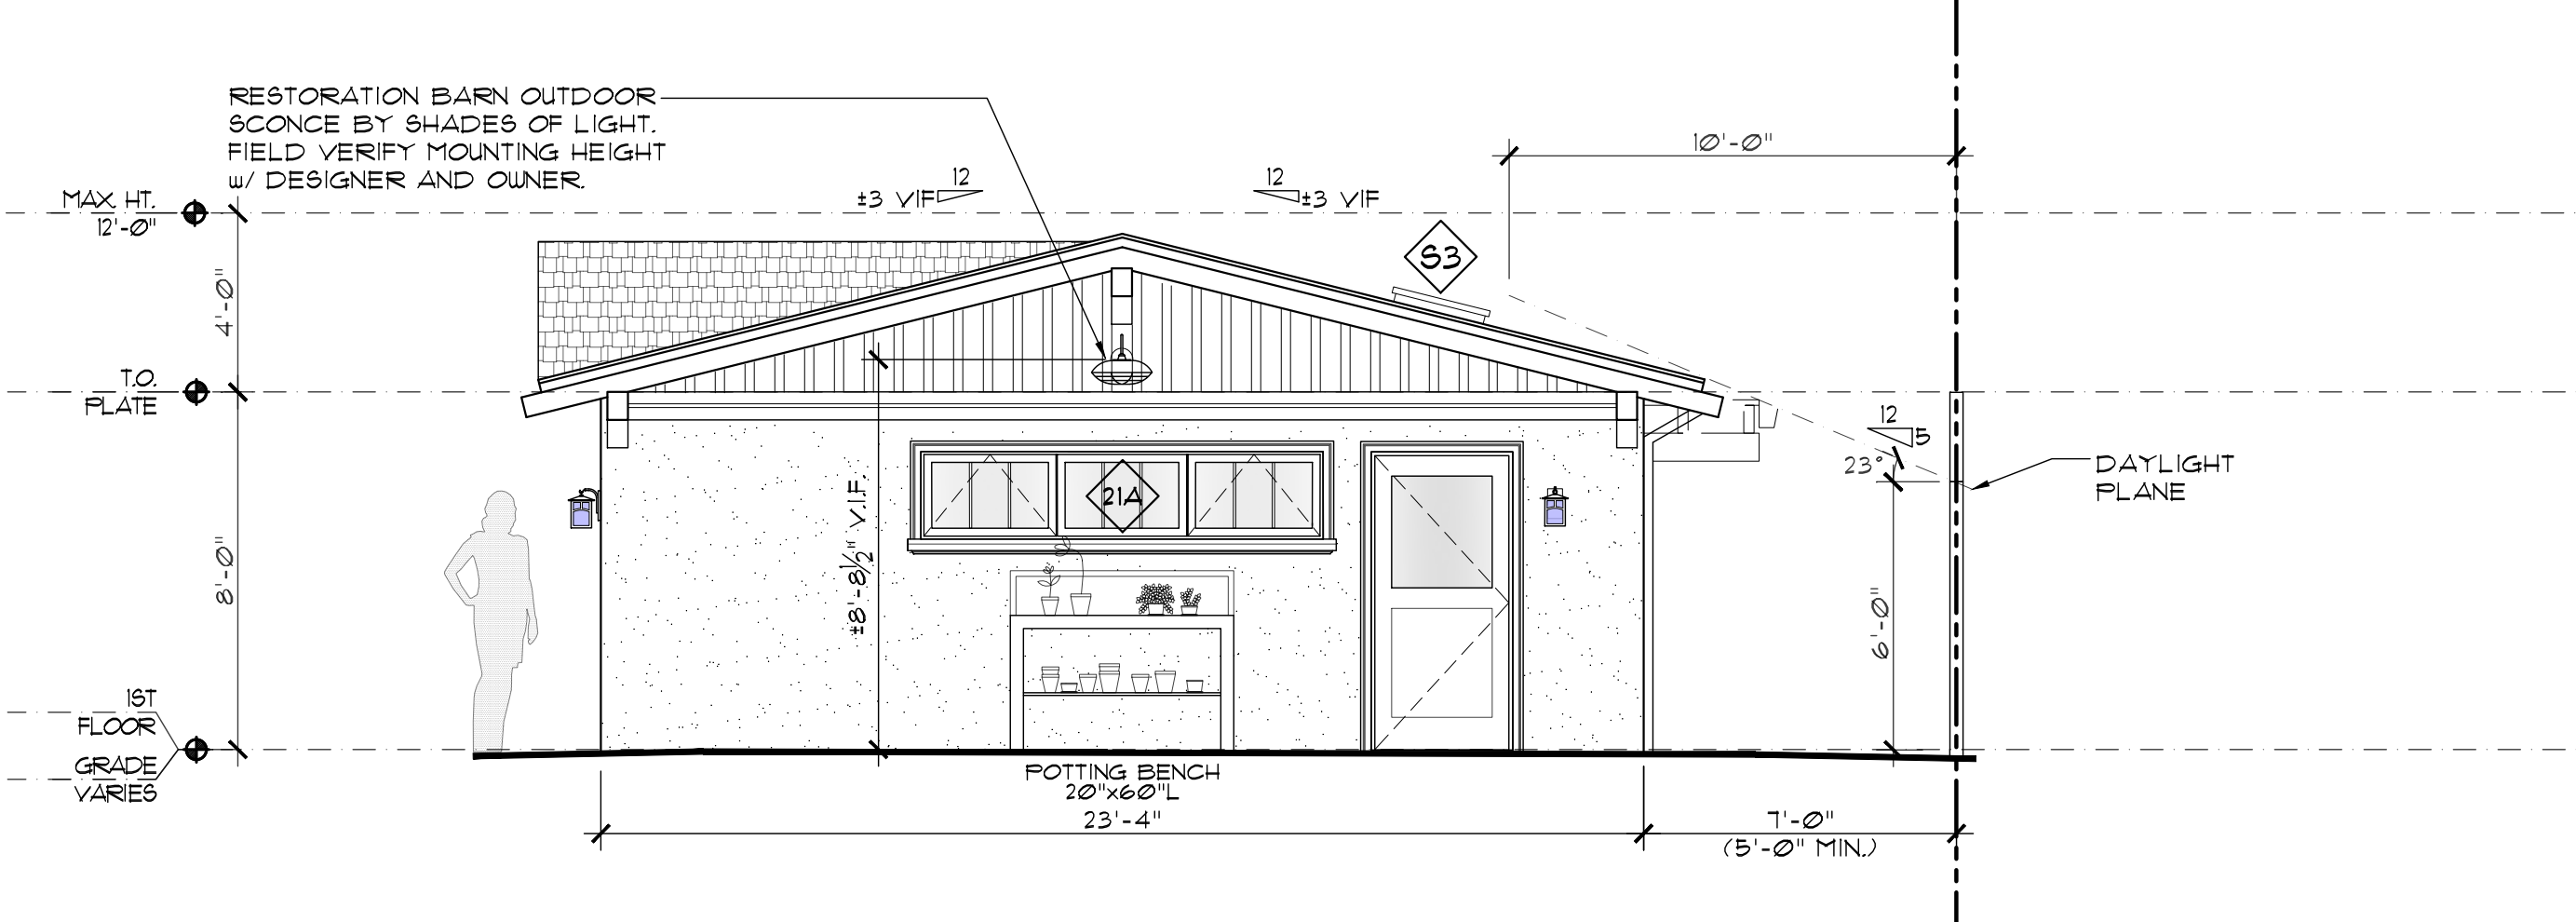 RESTORATION BARN OUTDOOR
SCONCE BY SHADES OF LIGHT.
FIELD VERIFY MOUNTING HEIGHT
w/ DESIGNER AND OWNER.
10'-0"
12
±3 VIF
12
±3 VIF
MAX. HT.
12'-0"
S3
4'-0"
T.O.
PLATE
12
5
23°
DAYLIGHT
PLANE
21A
±8'-8½" V.I.F.
8'-0"
6'-0"
1ST
FLOOR
GRADE
VARIES
POTTING BENCH
20"x60"L
23'-4"
7'-0"
(5'-0" MIN.)